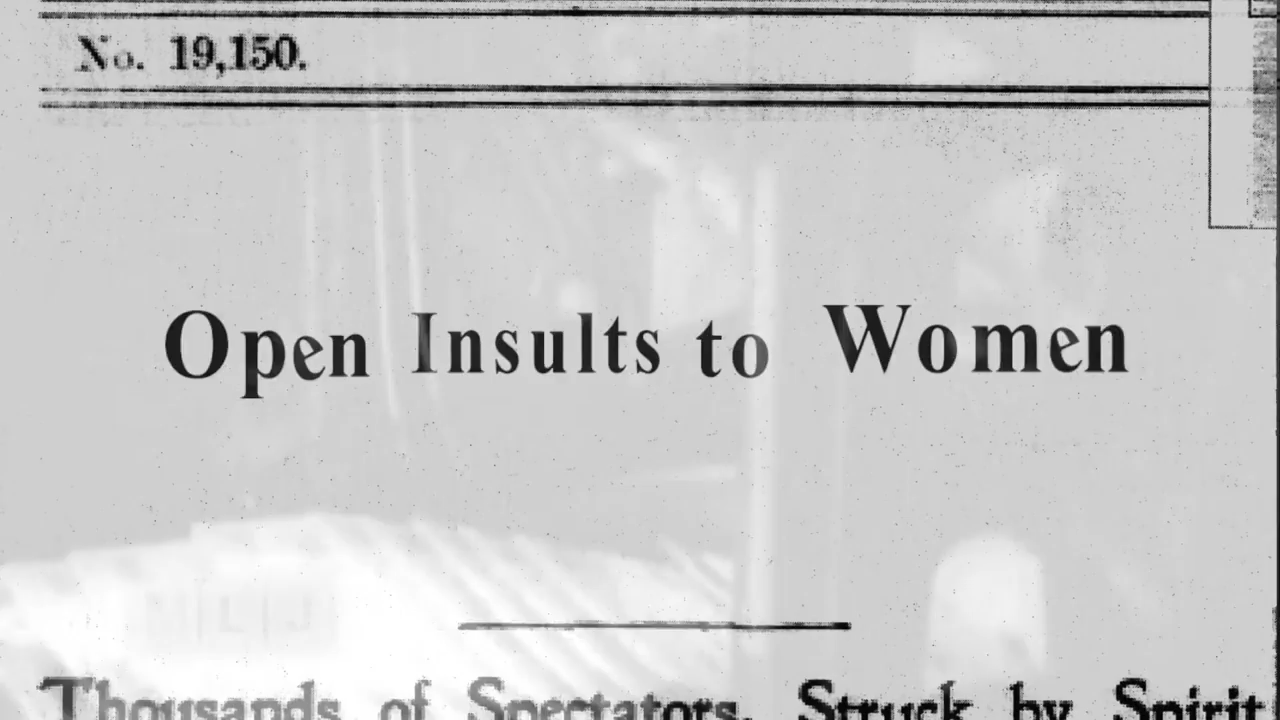 No. 19,150.
Open Insults to Women
Thousands of Spectators, Struck by Spirit